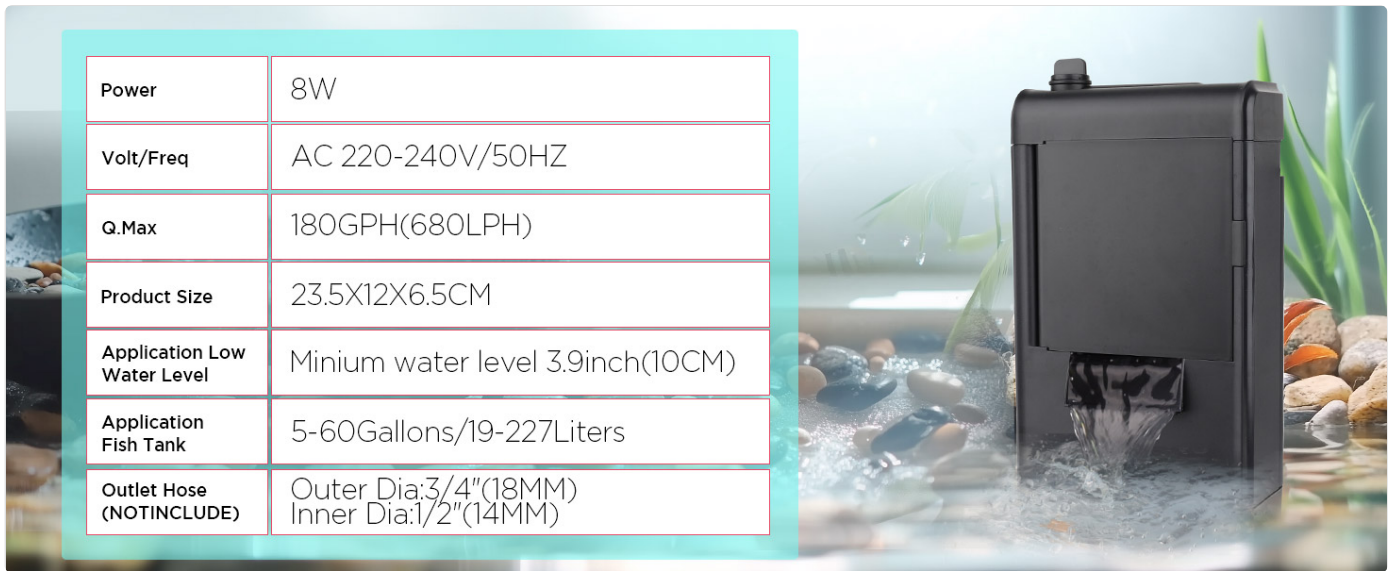 Power
8W
Volt/Freq
AC 220-240V/50HZ
Q.Max
180GPH(680LPH)
Product Size
23.5X12X6.5CM
Application Low
Water Level
Minium water level 3.9inch(10CM)
Application
Fish Tank
5-60Gallons/19-227Liters
Outlet Hose
(NOTINCLUDE)
Outer Dia:3/4"(18MM)
Inner Dia:1/2"(14MM)